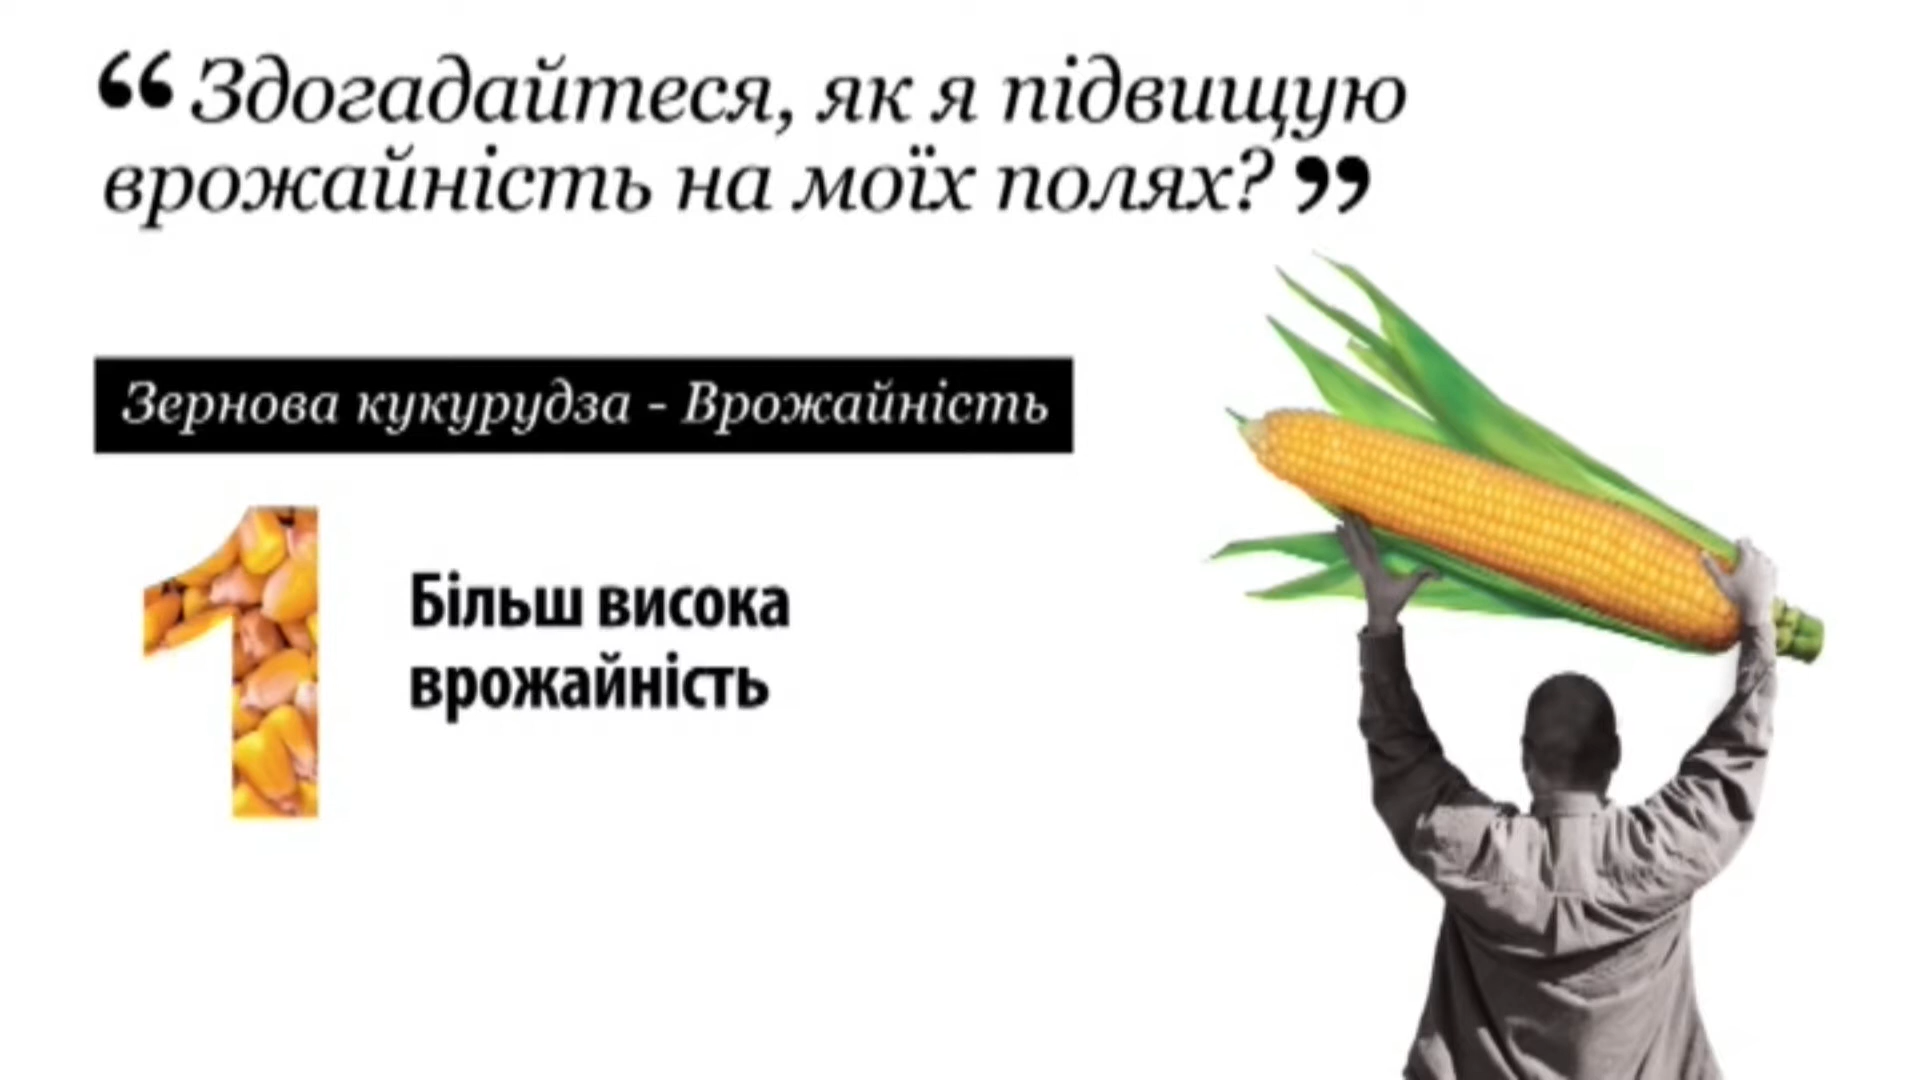 “Здогадайтеся, як я підвищую
врожайність на моїх полях?”
Зернова кукурудза - Врожайність
1
Більш висока
врожайність